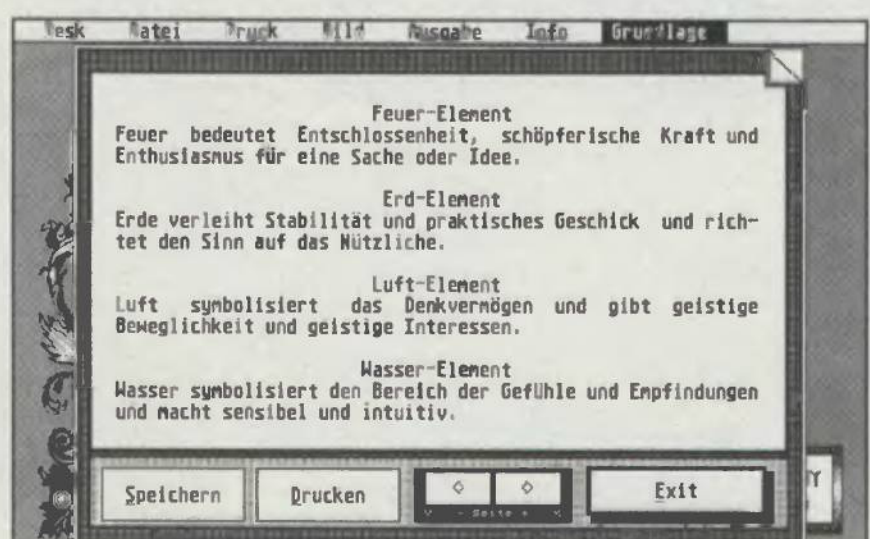 Desk Datei Druck Bild Ausgabe Info Grundlage
Feuer-Element
Feuer bedeutet Entschlossenheit, schöpferische Kraft und
Enthusiasmus für eine Sache oder Idee.
Erd-Element
Erde verleiht Stabilität und praktisches Geschick und rich-
tet den Sinn auf das Nützliche.
Luft-Element
Luft symbolisiert das Denkvermögen und gibt geistige
Beweglichkeit und geistige Interessen.
Wasser-Element
Wasser symbolisiert den Bereich der Gefühle und Empfindungen
und macht sensibel und intuitiv.
Speichern Drucken Exit
- Seite +